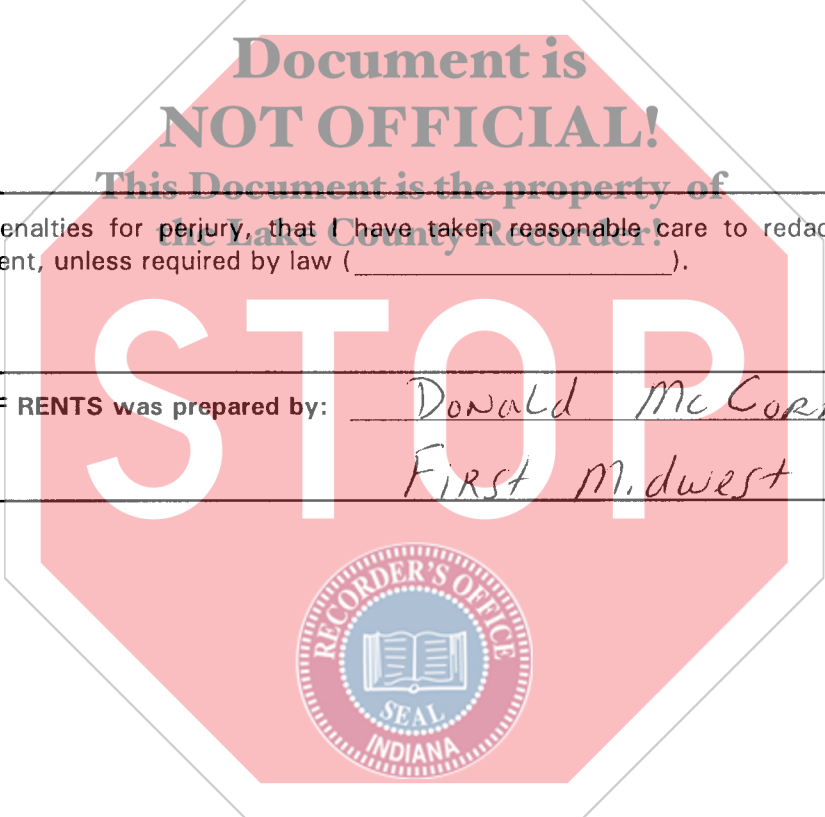 Document is
NOT OFFICIAL!
This Document is the property of
the Lake County Recorder!
enalties for perjury, that I have taken reasonable care to redac
ent, unless required by law (____________________).
STOP
RENTS was prepared by: Donald McCor
First Midwest
RECORDER'S OFFICE
SEAL
INDIANA